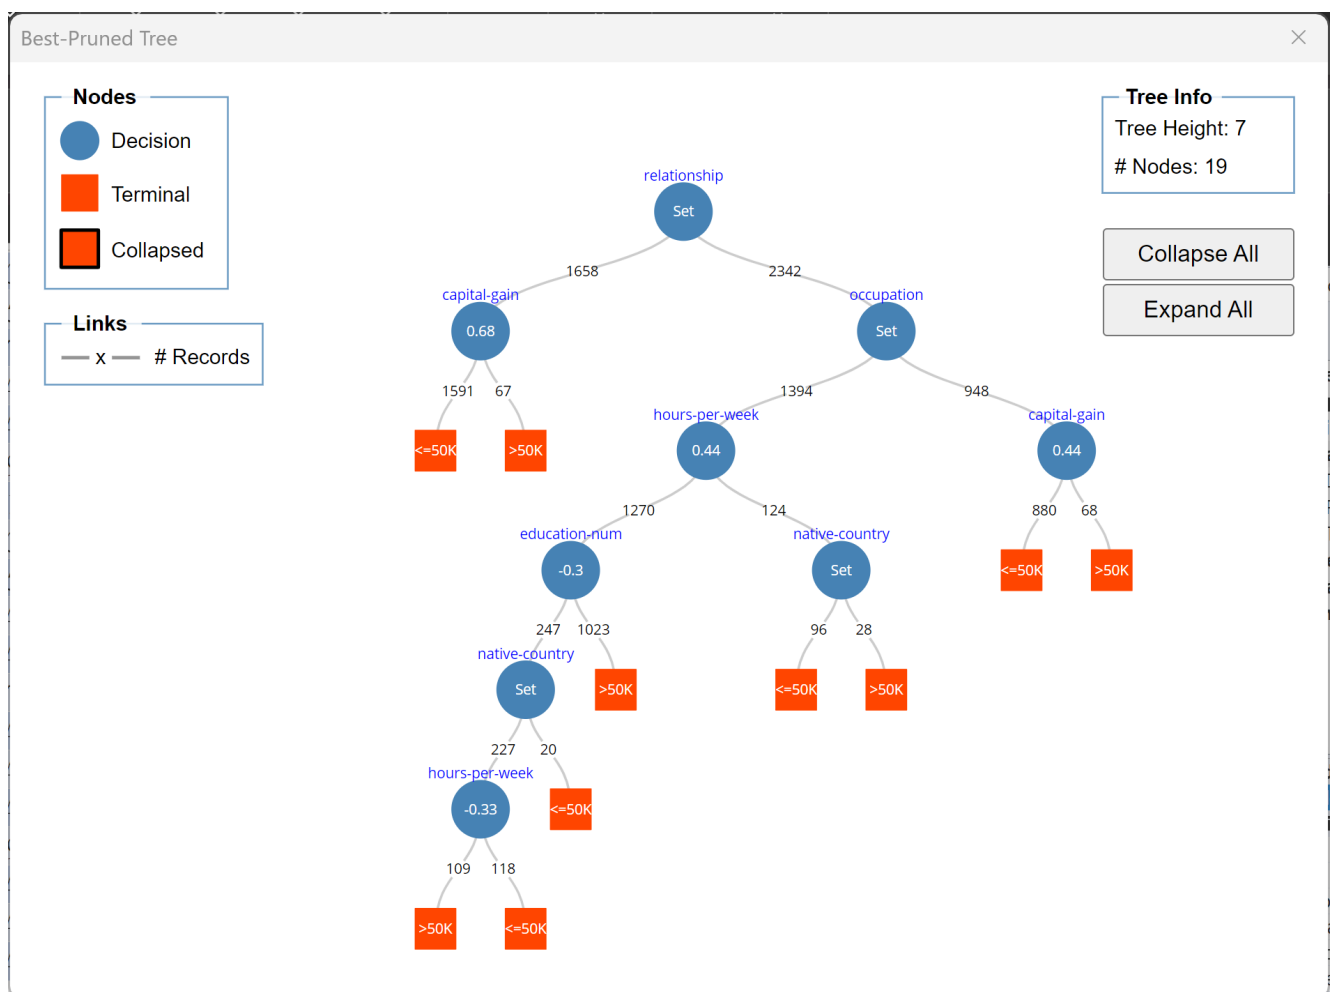 Best-Pruned Tree
Nodes
Decision
Terminal
Collapsed
Links
x # Records
Tree Info
Tree Height: 7
# Nodes: 19
Collapse All
Expand All
relationship
Set
1658 2342
capital-gain occupation
0.68 Set
1591 67 1394 948
hours-per-week capital-gain
<=50K >50K 0.44 0.44
1270 124 880 68
education-num native-country
-0.3 Set <=50K >50K
247 1023 96 28
native-country
Set >50K <=50K >50K
227 20
hours-per-week
-0.33 <=50K
109 118
>50K <=50K